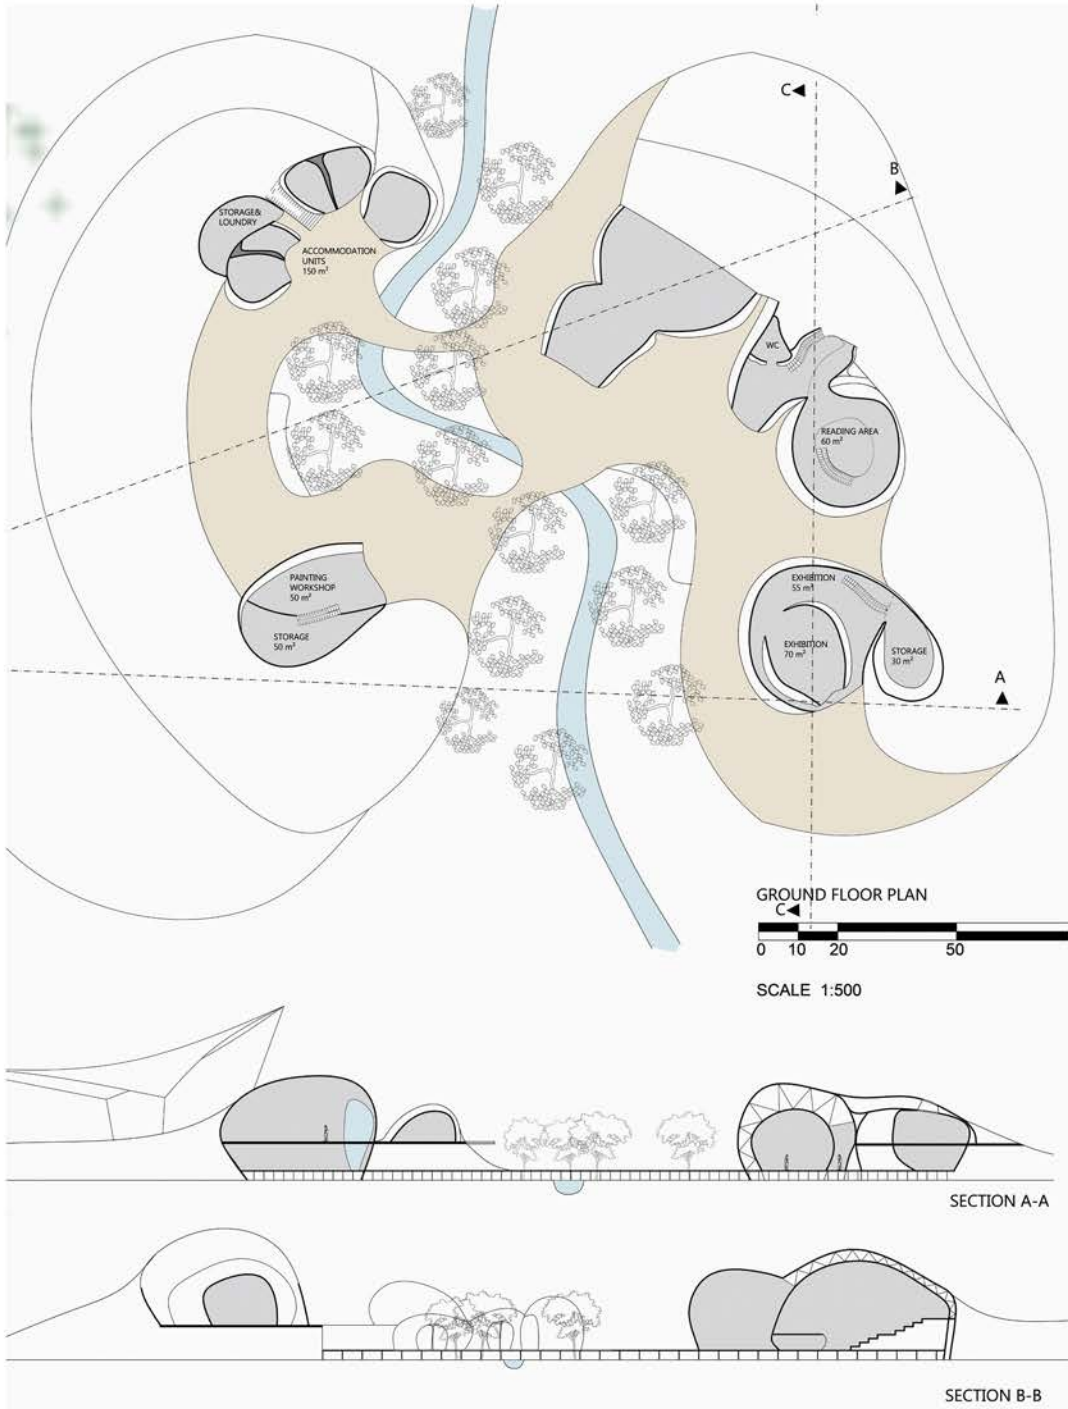 C
B
STORAGE&
LOUNDRY
ACCOMMODATION
UNITS
150 m²
WC
READING AREA
60 m²
PAINTING
WORKSHOP
50 m²
STORAGE
50 m²
EXHIBITION
55 m²
EXHIBITION
70 m²
STORAGE
30 m²
A
GROUND FLOOR PLAN
C
0 10 20 50
SCALE 1:500
SECTION A-A
SECTION B-B